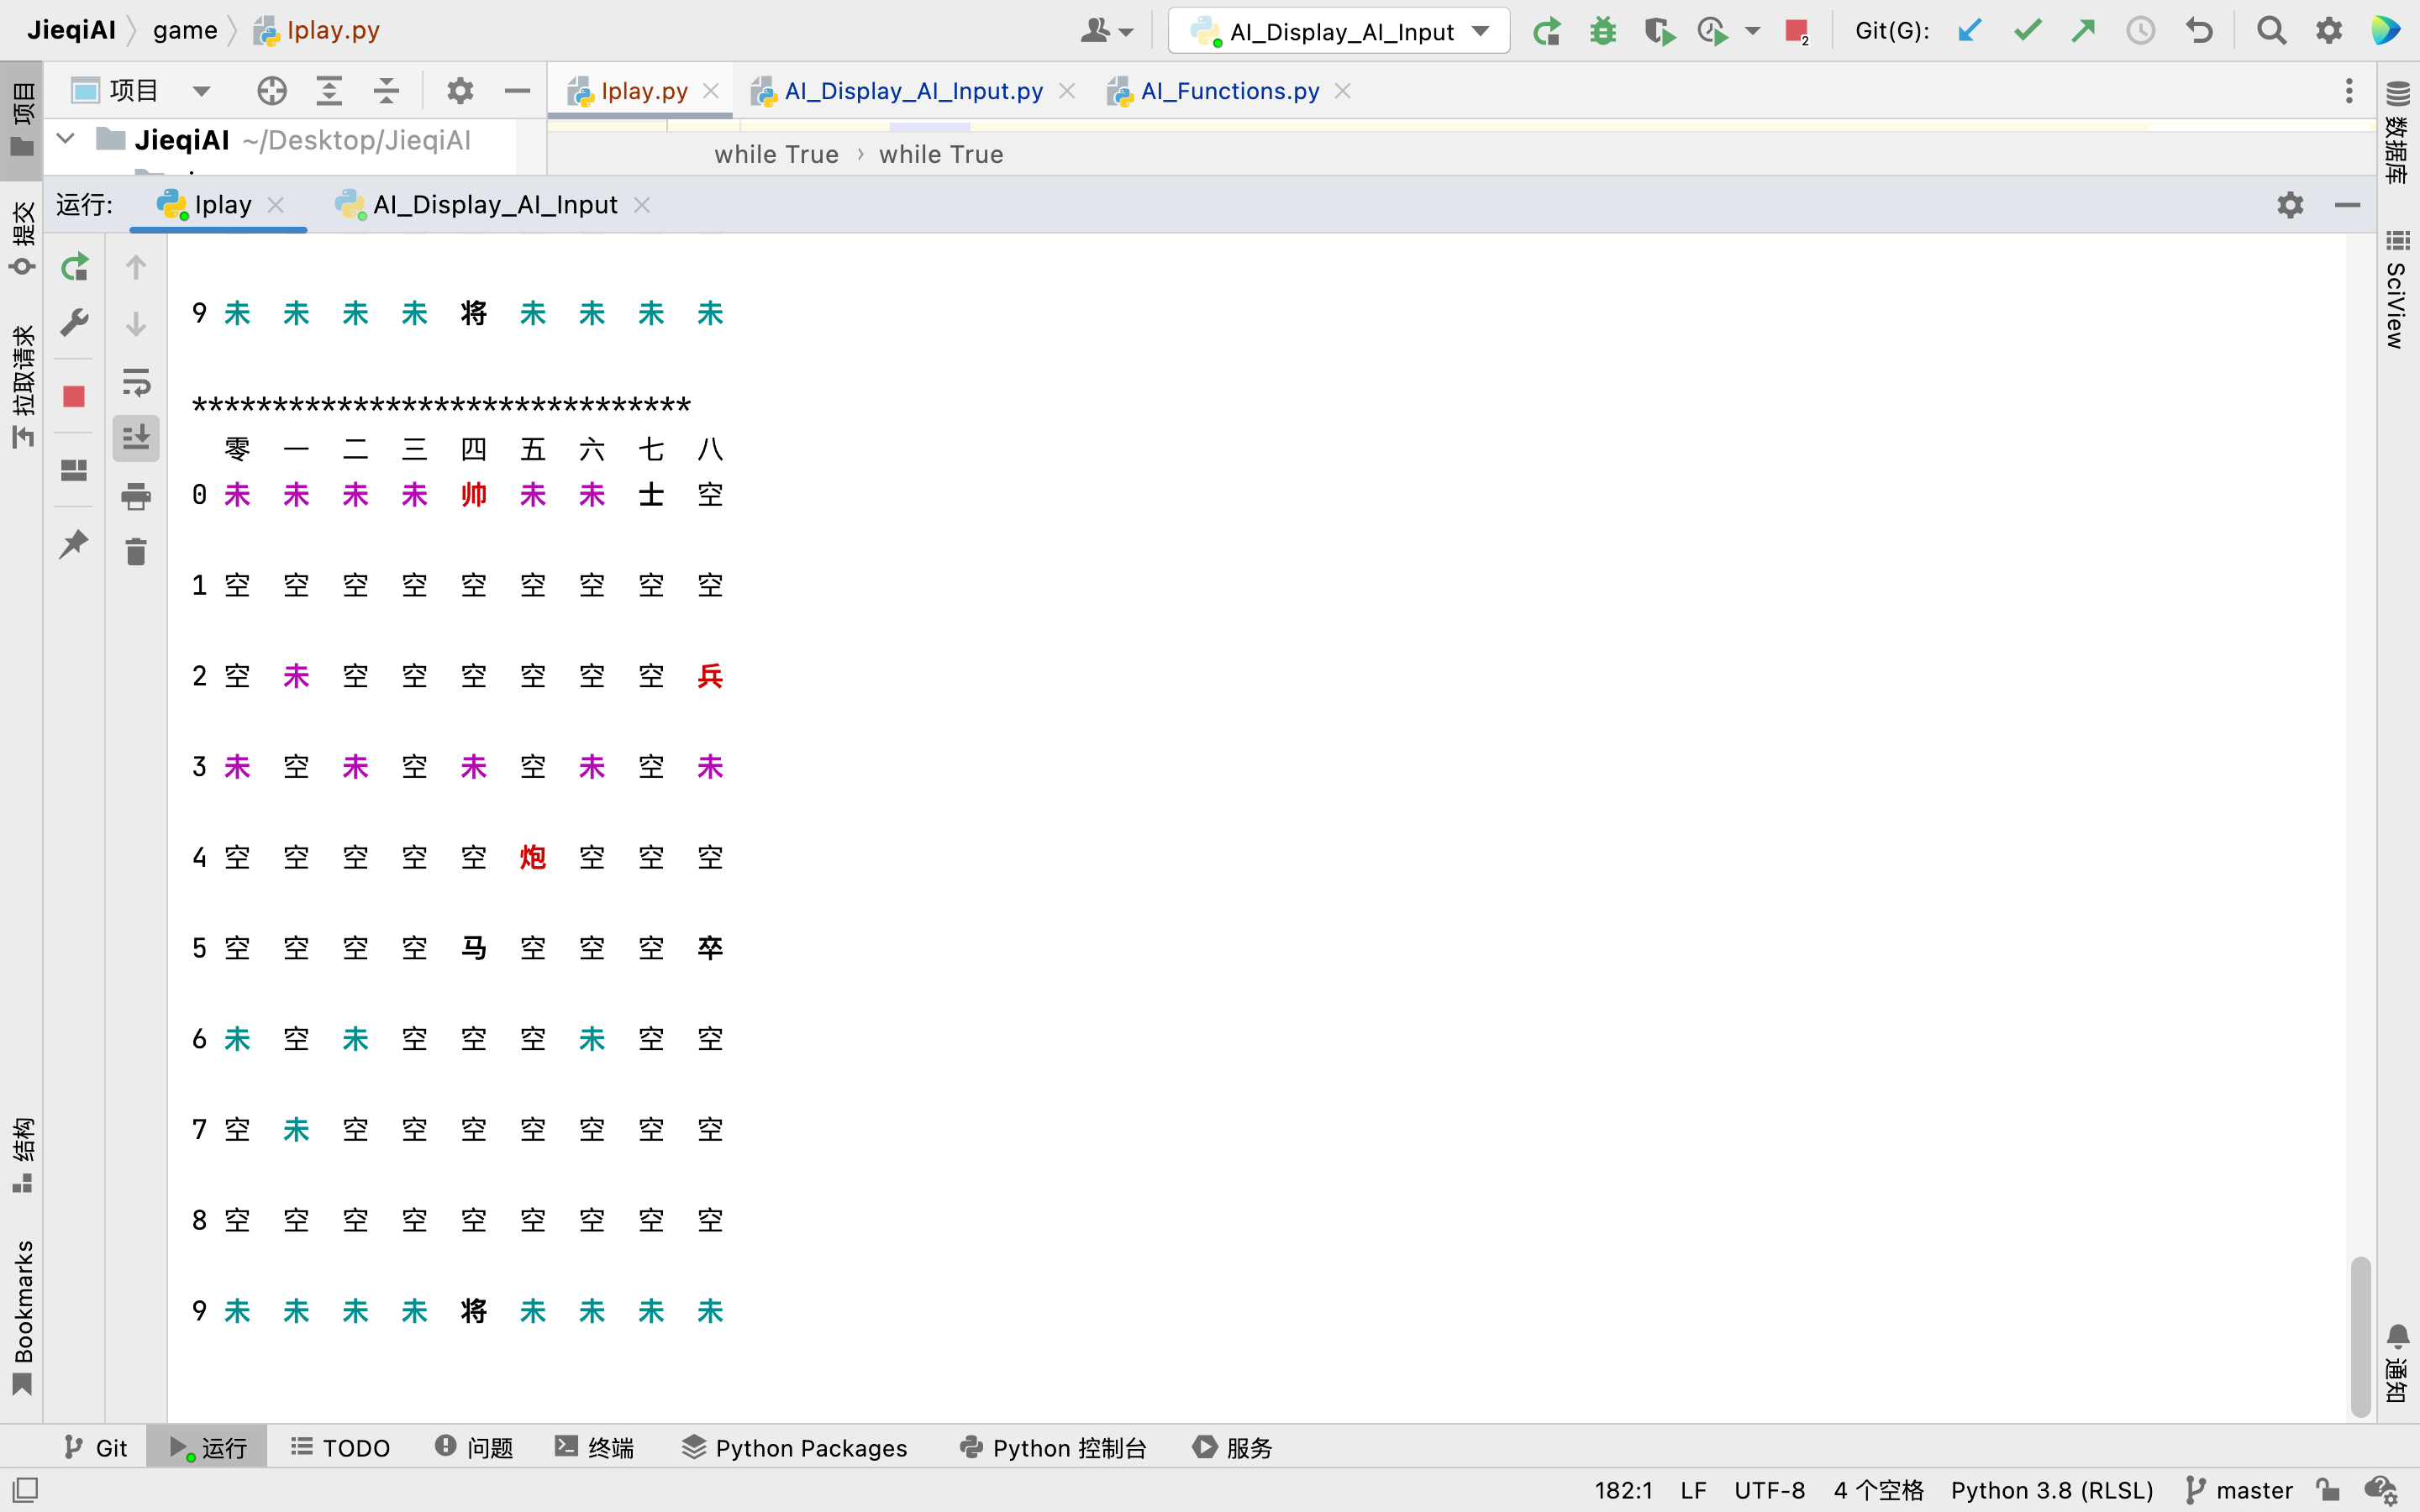 JieqiAI game Iplay.py AI_Display_AI_Input 2 Git(G):
项目 Iplay.py AI_Display_AI_Input.py AI_Functions.py
JieqiAI ~/Desktop/JieqiAI
while True › while True
运行: Iplay AI_Display_AI_Input
9 未 未 未 未 将 未 未 未 未
*******************************
零 一 二 三 四 五 六 七 八
0 未 未 未 未 帅 未 未 士 空
1 空 空 空 空 空 空 空 空 空
2 空 未 空 空 空 空 空 空 兵
3 未 空 未 空 未 空 未 空 未
4 空 空 空 空 空 炮 空 空 空
5 空 空 空 空 马 空 空 空 卒
6 未 空 未 空 空 空 未 空 空
7 空 未 空 空 空 空 空 空 空
8 空 空 空 空 空 空 空 空 空
9 未 未 未 未 将 未 未 未 未
项目
提交
拉取请求
结构
Bookmarks
数据库
SciView
通知
Git 运行 TODO 问题 终端 Python Packages Python 控制台 服务
182:1 LF UTF-8 4 个空格 Python 3.8 (RLSL) master